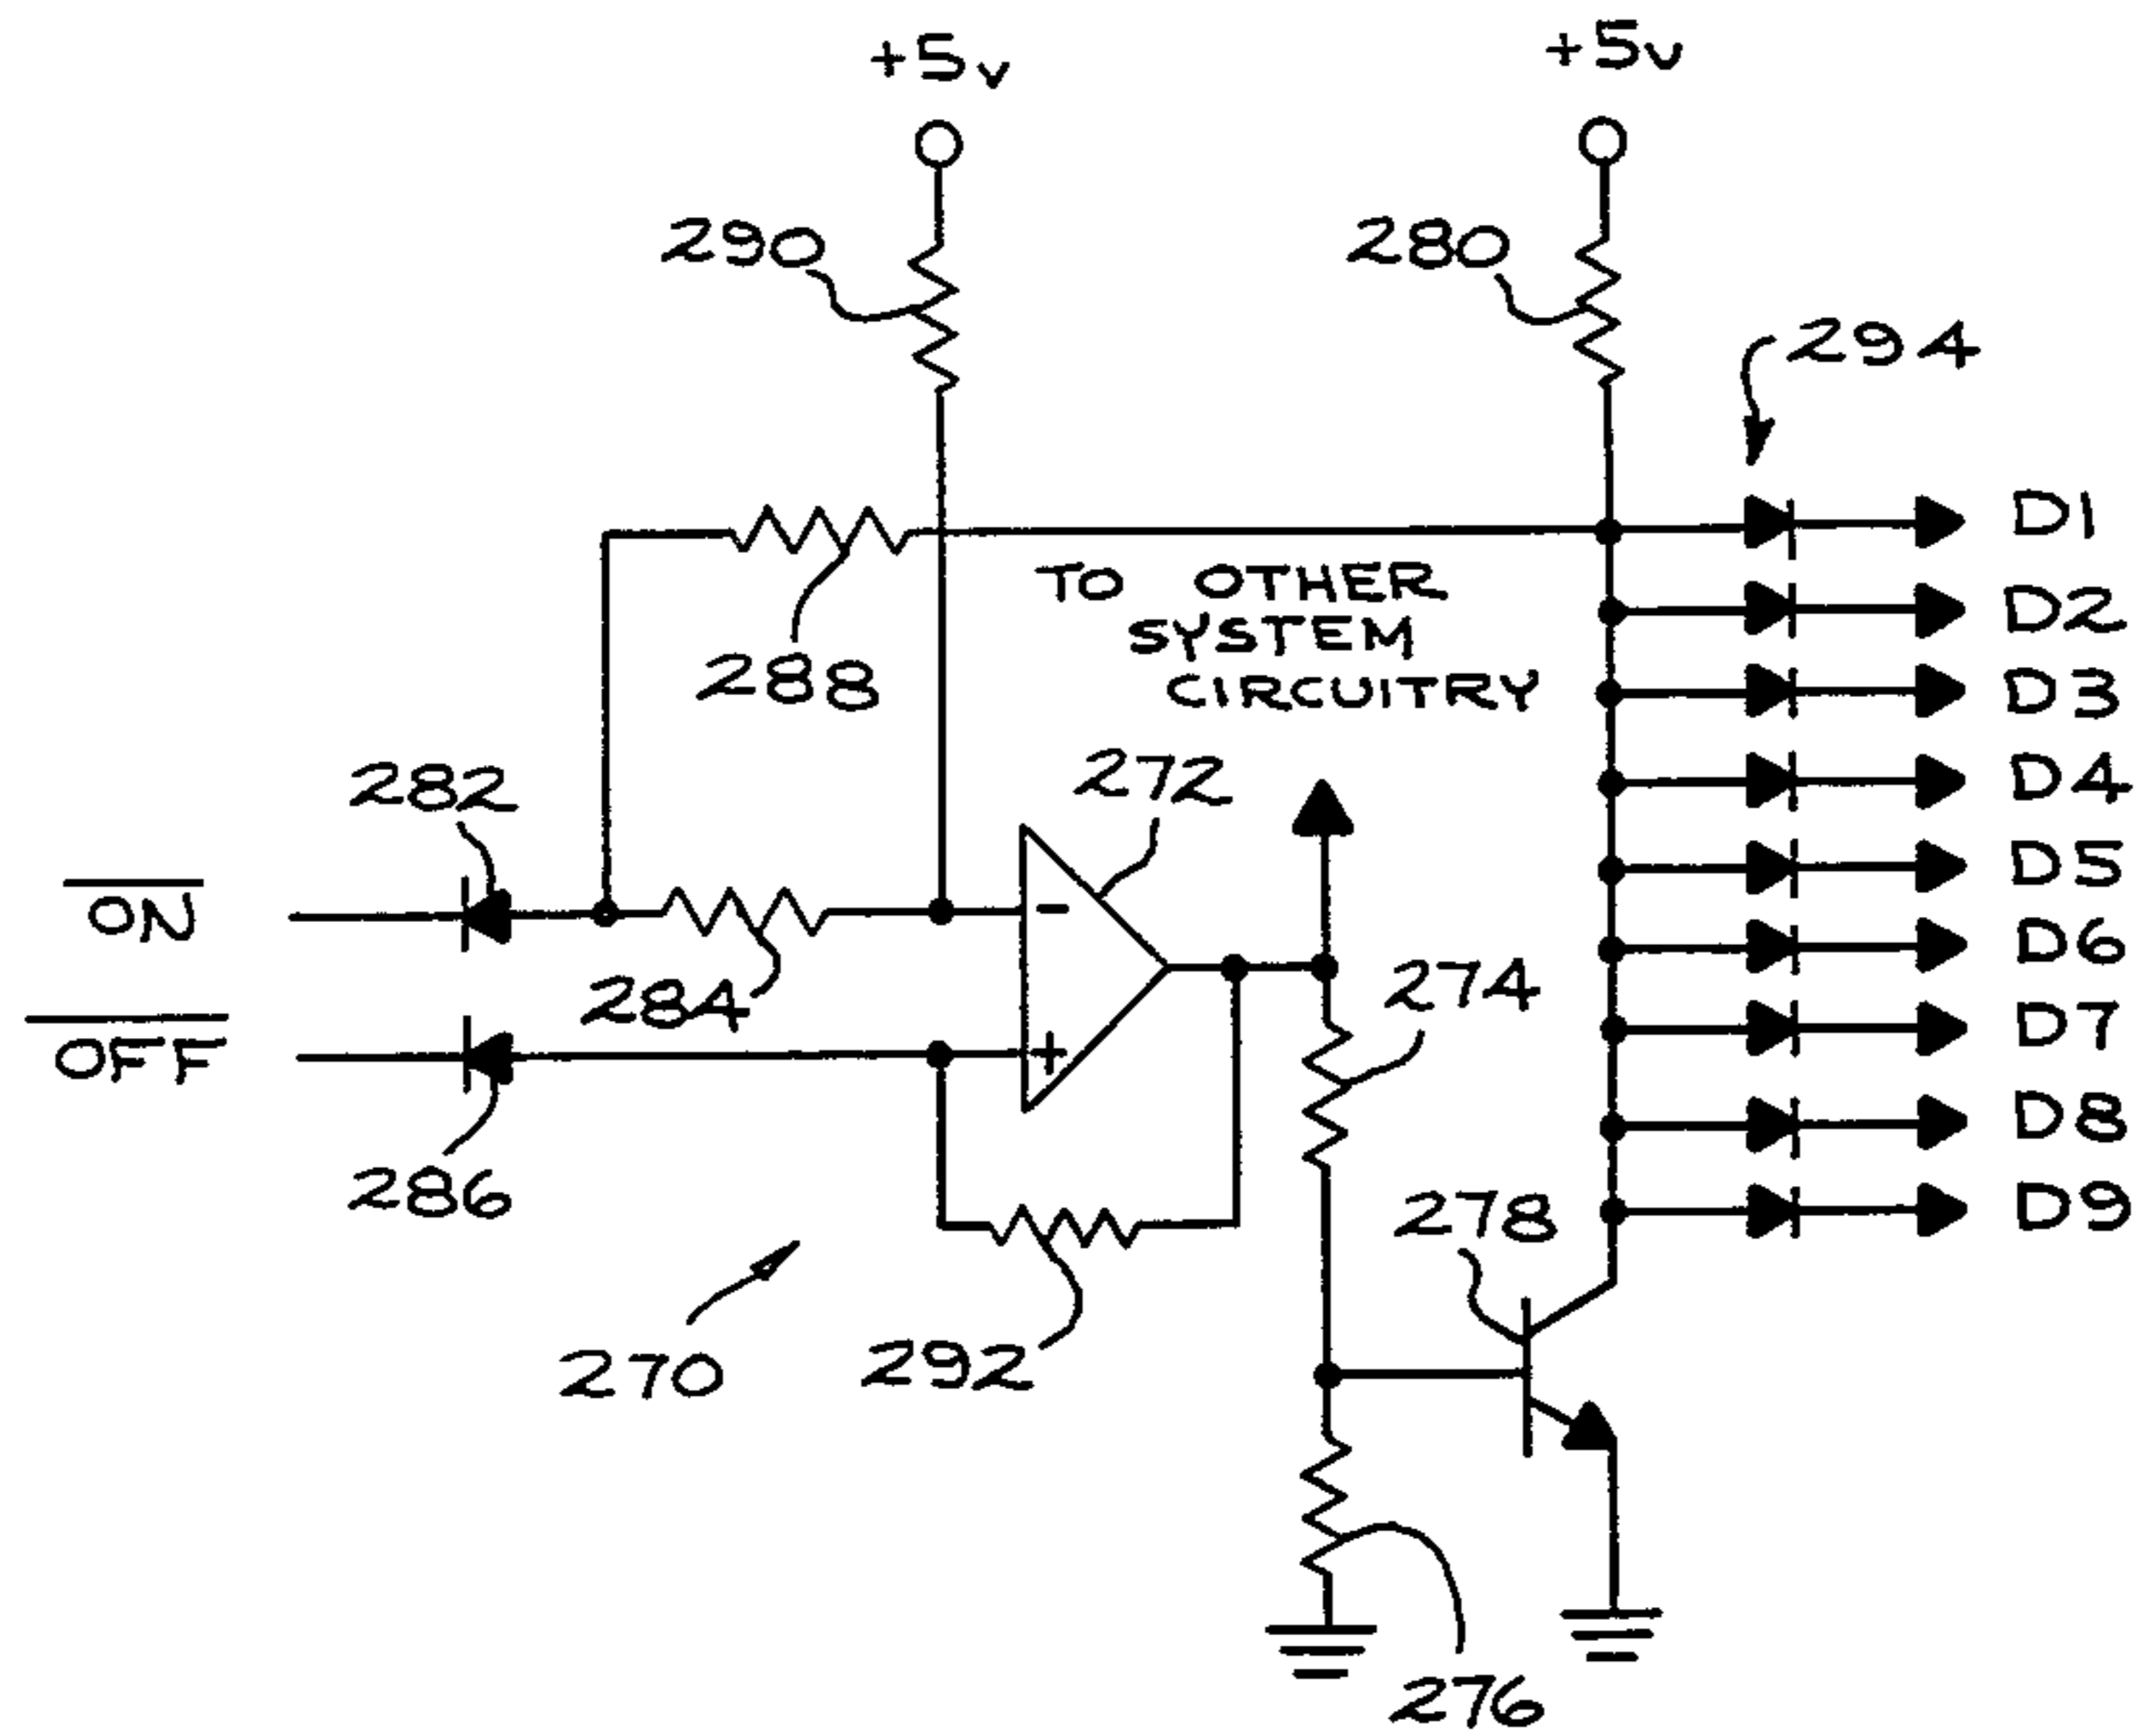 +5v
+5v
290
280
294
D1
TO OTHER
SYSTEM
CIRCUITRY
D2
288
D3
282
272
D4
ON
-
D5
284
274
D6
OFF
+
D7
286
D8
278
D9
270
292
276